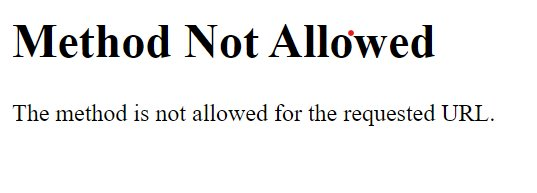 Method Not Allowed
The method is not allowed for the requested URL.